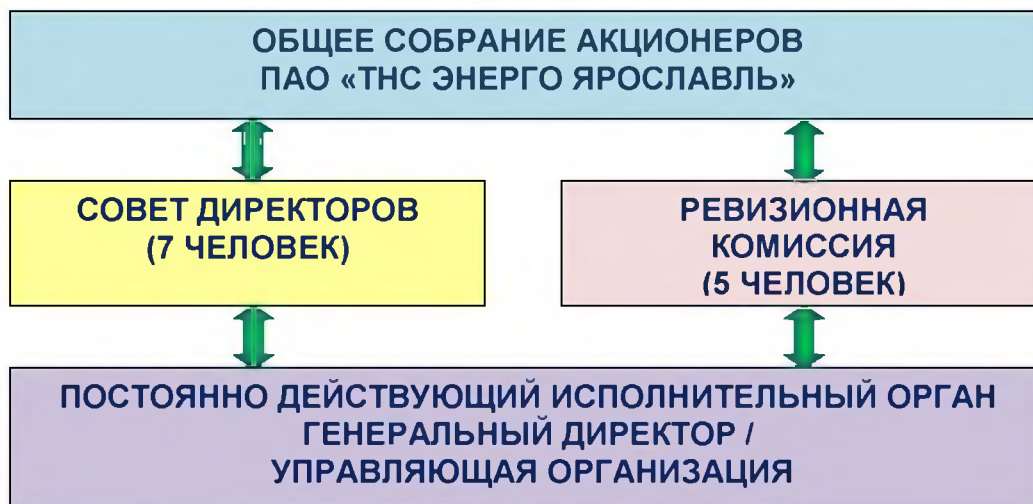 ОБЩЕЕ СОБРАНИЕ АКЦИОНЕРОВ
ПАО «ТНС ЭНЕРГО ЯРОСЛАВЛЬ»
СОВЕТ ДИРЕКТОРОВ
(7 ЧЕЛОВЕК)
РЕВИЗИОННАЯ
КОМИССИЯ
(5 ЧЕЛОВЕК)
ПОСТОЯННО ДЕЙСТВУЮЩИЙ ИСПОЛНИТЕЛЬНЫЙ ОРГАН
ГЕНЕРАЛЬНЫЙ ДИРЕКТОР /
УПРАВЛЯЮЩАЯ ОРГАНИЗАЦИЯ